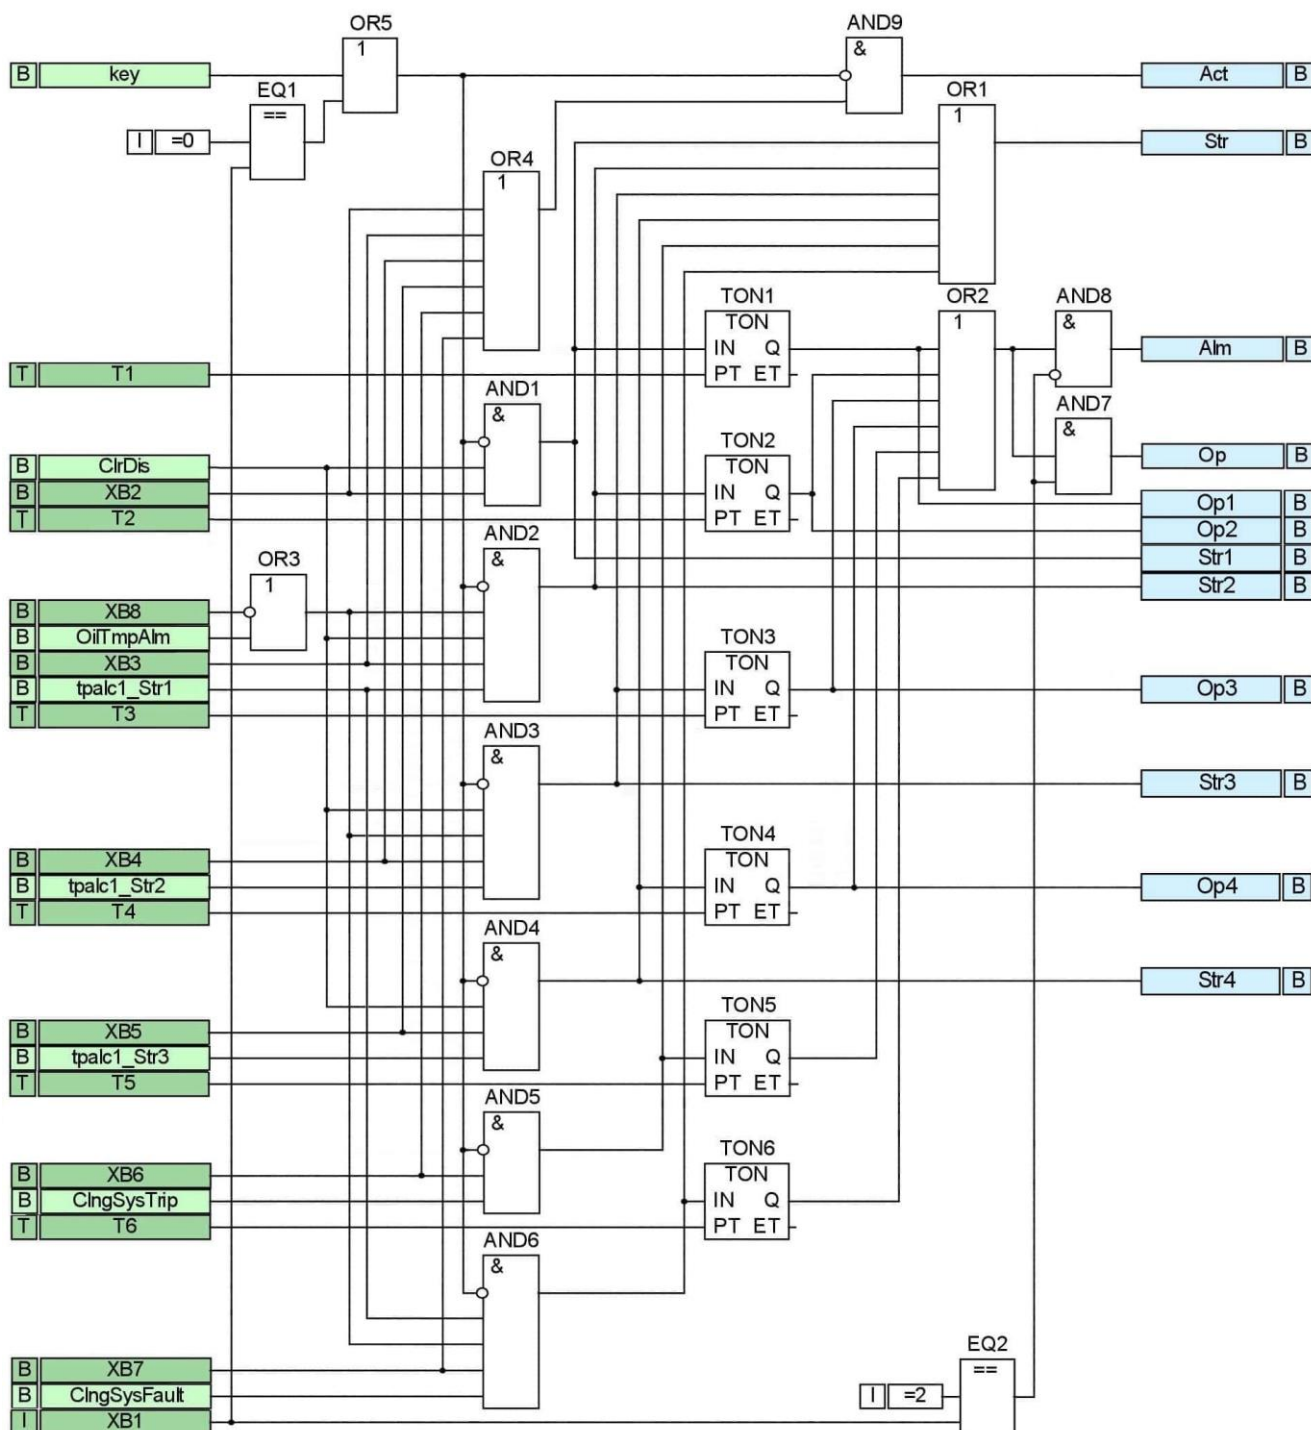 OR5
AND9
B key 1 & Act B
EQ1 OR1
== 1
I =0 Str B
OR4
1
TON1 OR2 AND8
TON 1 &
IN Q Alm B
T T1 PT ET
AND1 AND7
& TON2 &
B ClrDis TON Op B
B XB2 IN Q Op1 B
T T2 PT ET Op2 B
AND2 Str1 B
OR3 & Str2 B
1
B XB8
B OilTmpAlm TON3
B XB3 TON
B tpalc1_Str1 IN Q Op3 B
T T3 PT ET
AND3
& Str3 B
TON4
B XB4 TON
B tpalc1_Str2 IN Q Op4 B
T T4 PT ET
AND4
& Str4 B
TON5
B XB5 TON
B tpalc1_Str3 IN Q
T T5 PT ET
AND5
&
TON6
B XB6 TON
B ClngSysTrip IN Q
T T6 PT ET
AND6
&
EQ2
B XB7 ==
B ClngSysFault I =2
I XB1